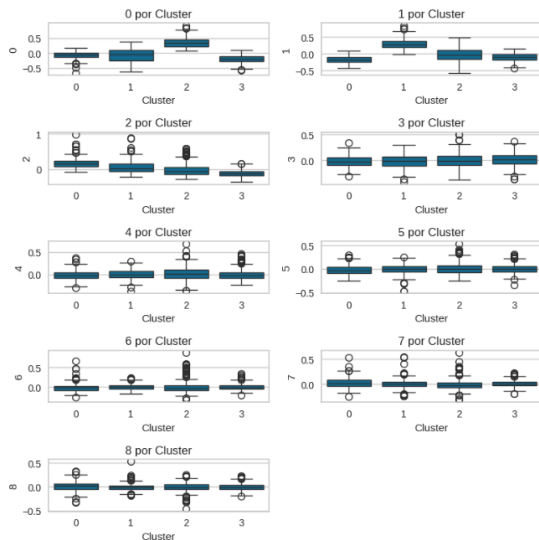 0 por Cluster
0.5
0.0
−0.5
0
0 1 2 3
Cluster
1 por Cluster
0.5
0.0
−0.5
1
0 1 2 3
Cluster
2 por Cluster
1
0
2
0 1 2 3
Cluster
3 por Cluster
0.5
0.0
3
0 1 2 3
Cluster
4 por Cluster
0.5
0.0
4
0 1 2 3
Cluster
5 por Cluster
0.5
0.0
−0.5
5
0 1 2 3
Cluster
6 por Cluster
0.5
0.0
6
0 1 2 3
Cluster
7 por Cluster
0.5
0.0
7
0 1 2 3
Cluster
8 por Cluster
0.5
0.0
−0.5
8
0 1 2 3
Cluster